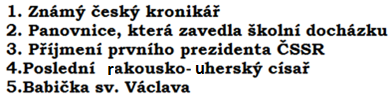 1. Známý český kronikář
2. Panovnice, která zavedla školní docházku
3. Příjmení prvního prezidenta ČSSR
4.Poslední rakousko-uherský císař
5.Babička sv. Václava